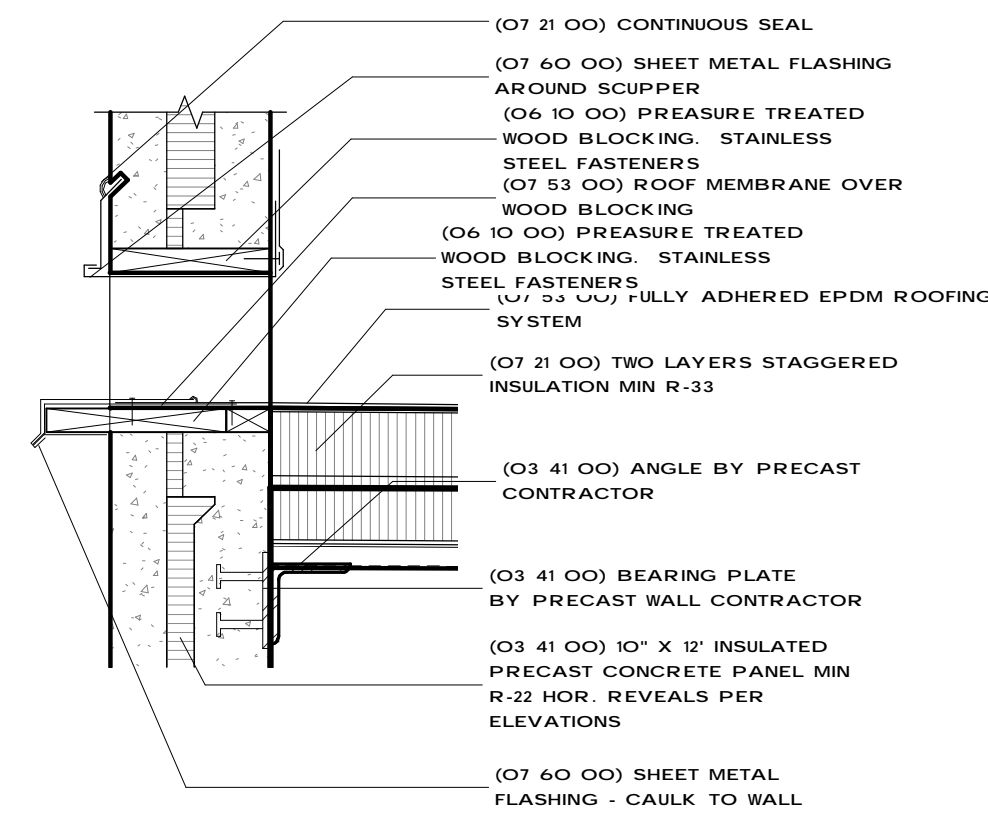 (07 21 00) CONTINUOUS SEAL
(07 60 00) SHEET METAL FLASHING
AROUND SCUPPER
(06 10 00) PREASURE TREATED
WOOD BLOCKING. STAINLESS
STEEL FASTENERS
(07 53 00) ROOF MEMBRANE OVER
WOOD BLOCKING
(06 10 00) PREASURE TREATED
WOOD BLOCKING. STAINLESS
STEEL FASTENERS
(07 53 00) FULLY ADHERED EPDM ROOFING
SYSTEM
(07 21 00) TWO LAYERS STAGGERED
INSULATION MIN R-33
(03 41 00) ANGLE BY PRECAST
CONTRACTOR
(03 41 00) BEARING PLATE
BY PRECAST WALL CONTRACTOR
(03 41 00) 10" X 12' INSULATED
PRECAST CONCRETE PANEL MIN
R-22 HOR. REVEALS PER
ELEVATIONS
(07 60 00) SHEET METAL
FLASHING - CAULK TO WALL